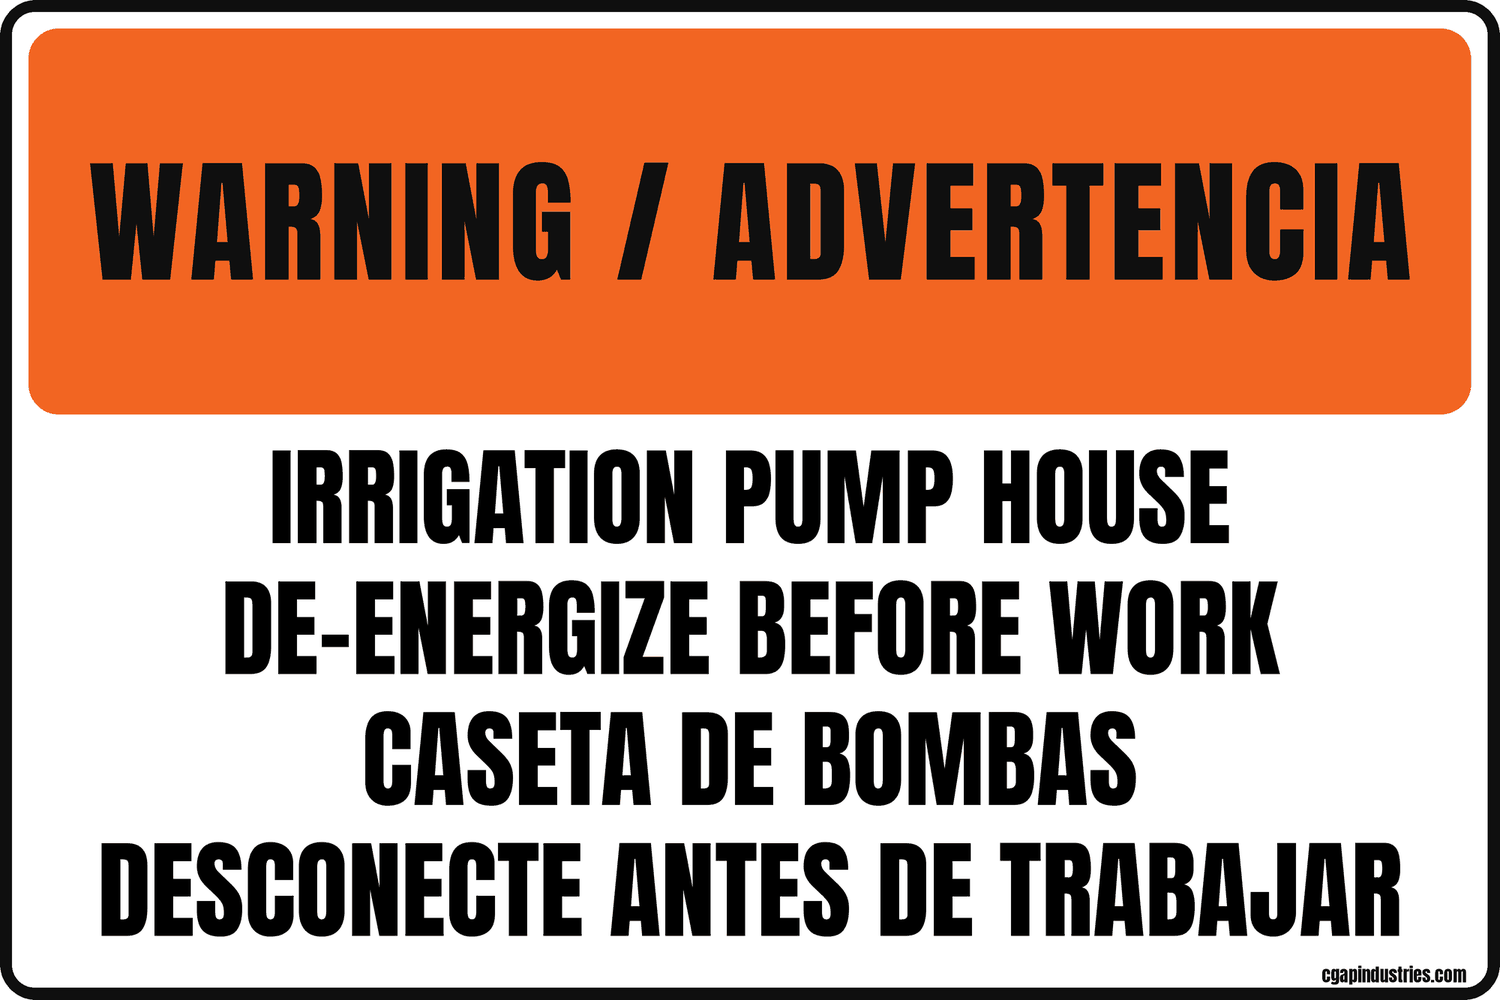 WARNING / ADVERTENCIA
IRRIGATION PUMP HOUSE
DE-ENERGIZE BEFORE WORK
CASETA DE BOMBAS
DESCONECTE ANTES DE TRABAJAR
cgapindustries.com